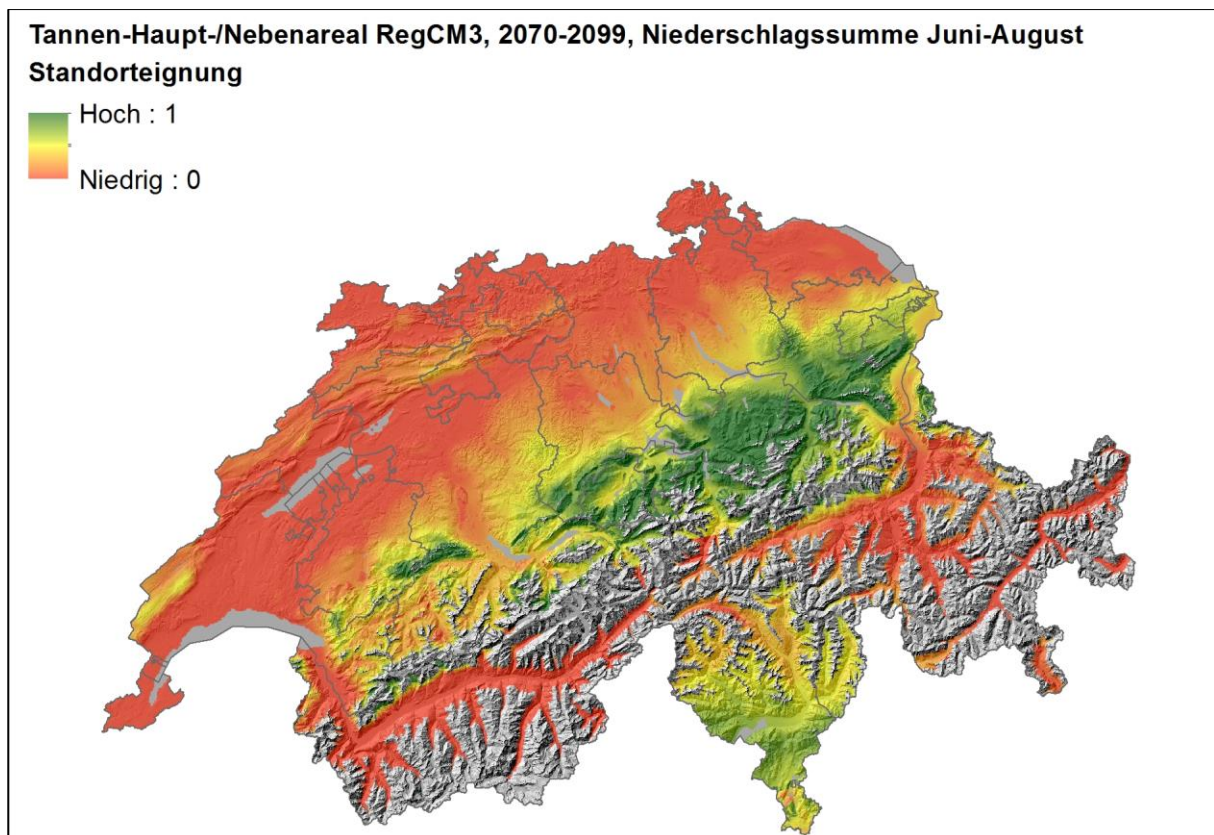 Tannen-Haupt-/Nebenareal RegCM3, 2070-2099, Niederschlagssumme Juni-August
Standorteignung
Hoch : 1
Niedrig : 0